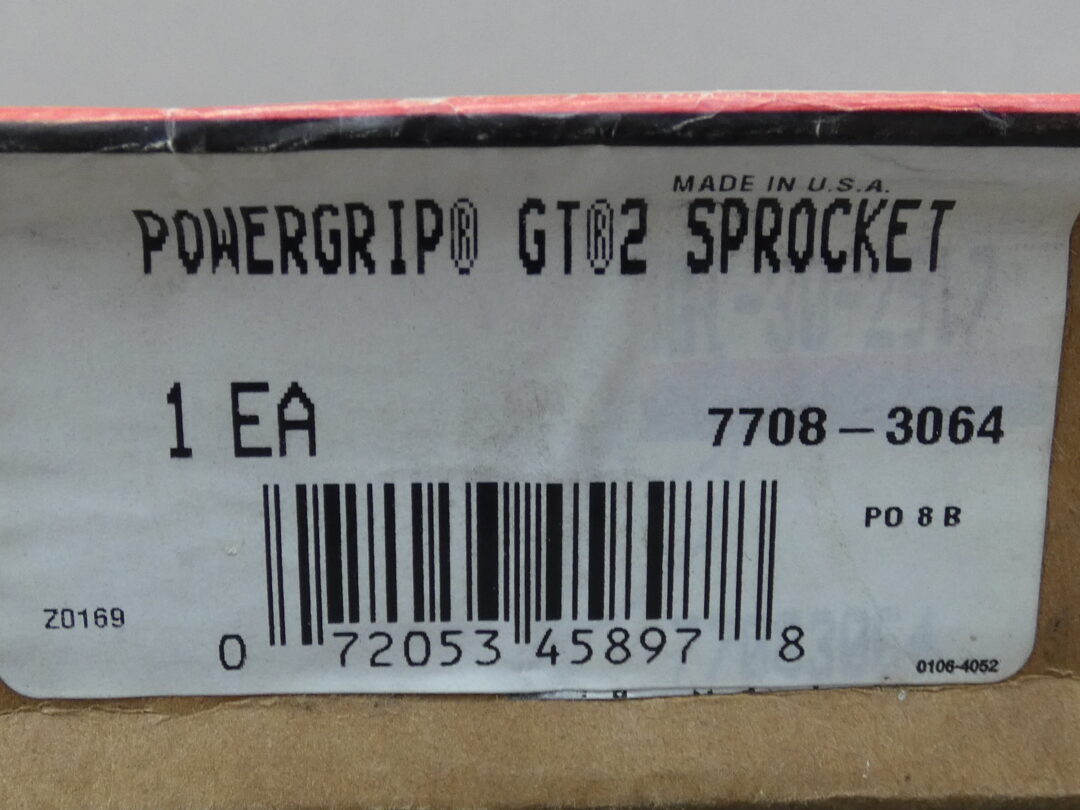 MADE IN U.S.A.
POWERGRIP® GT®2 SPROCKET
1 EA
7708-3064
PO 8 B
Z0169
0 72053 45897 8
0106-4052